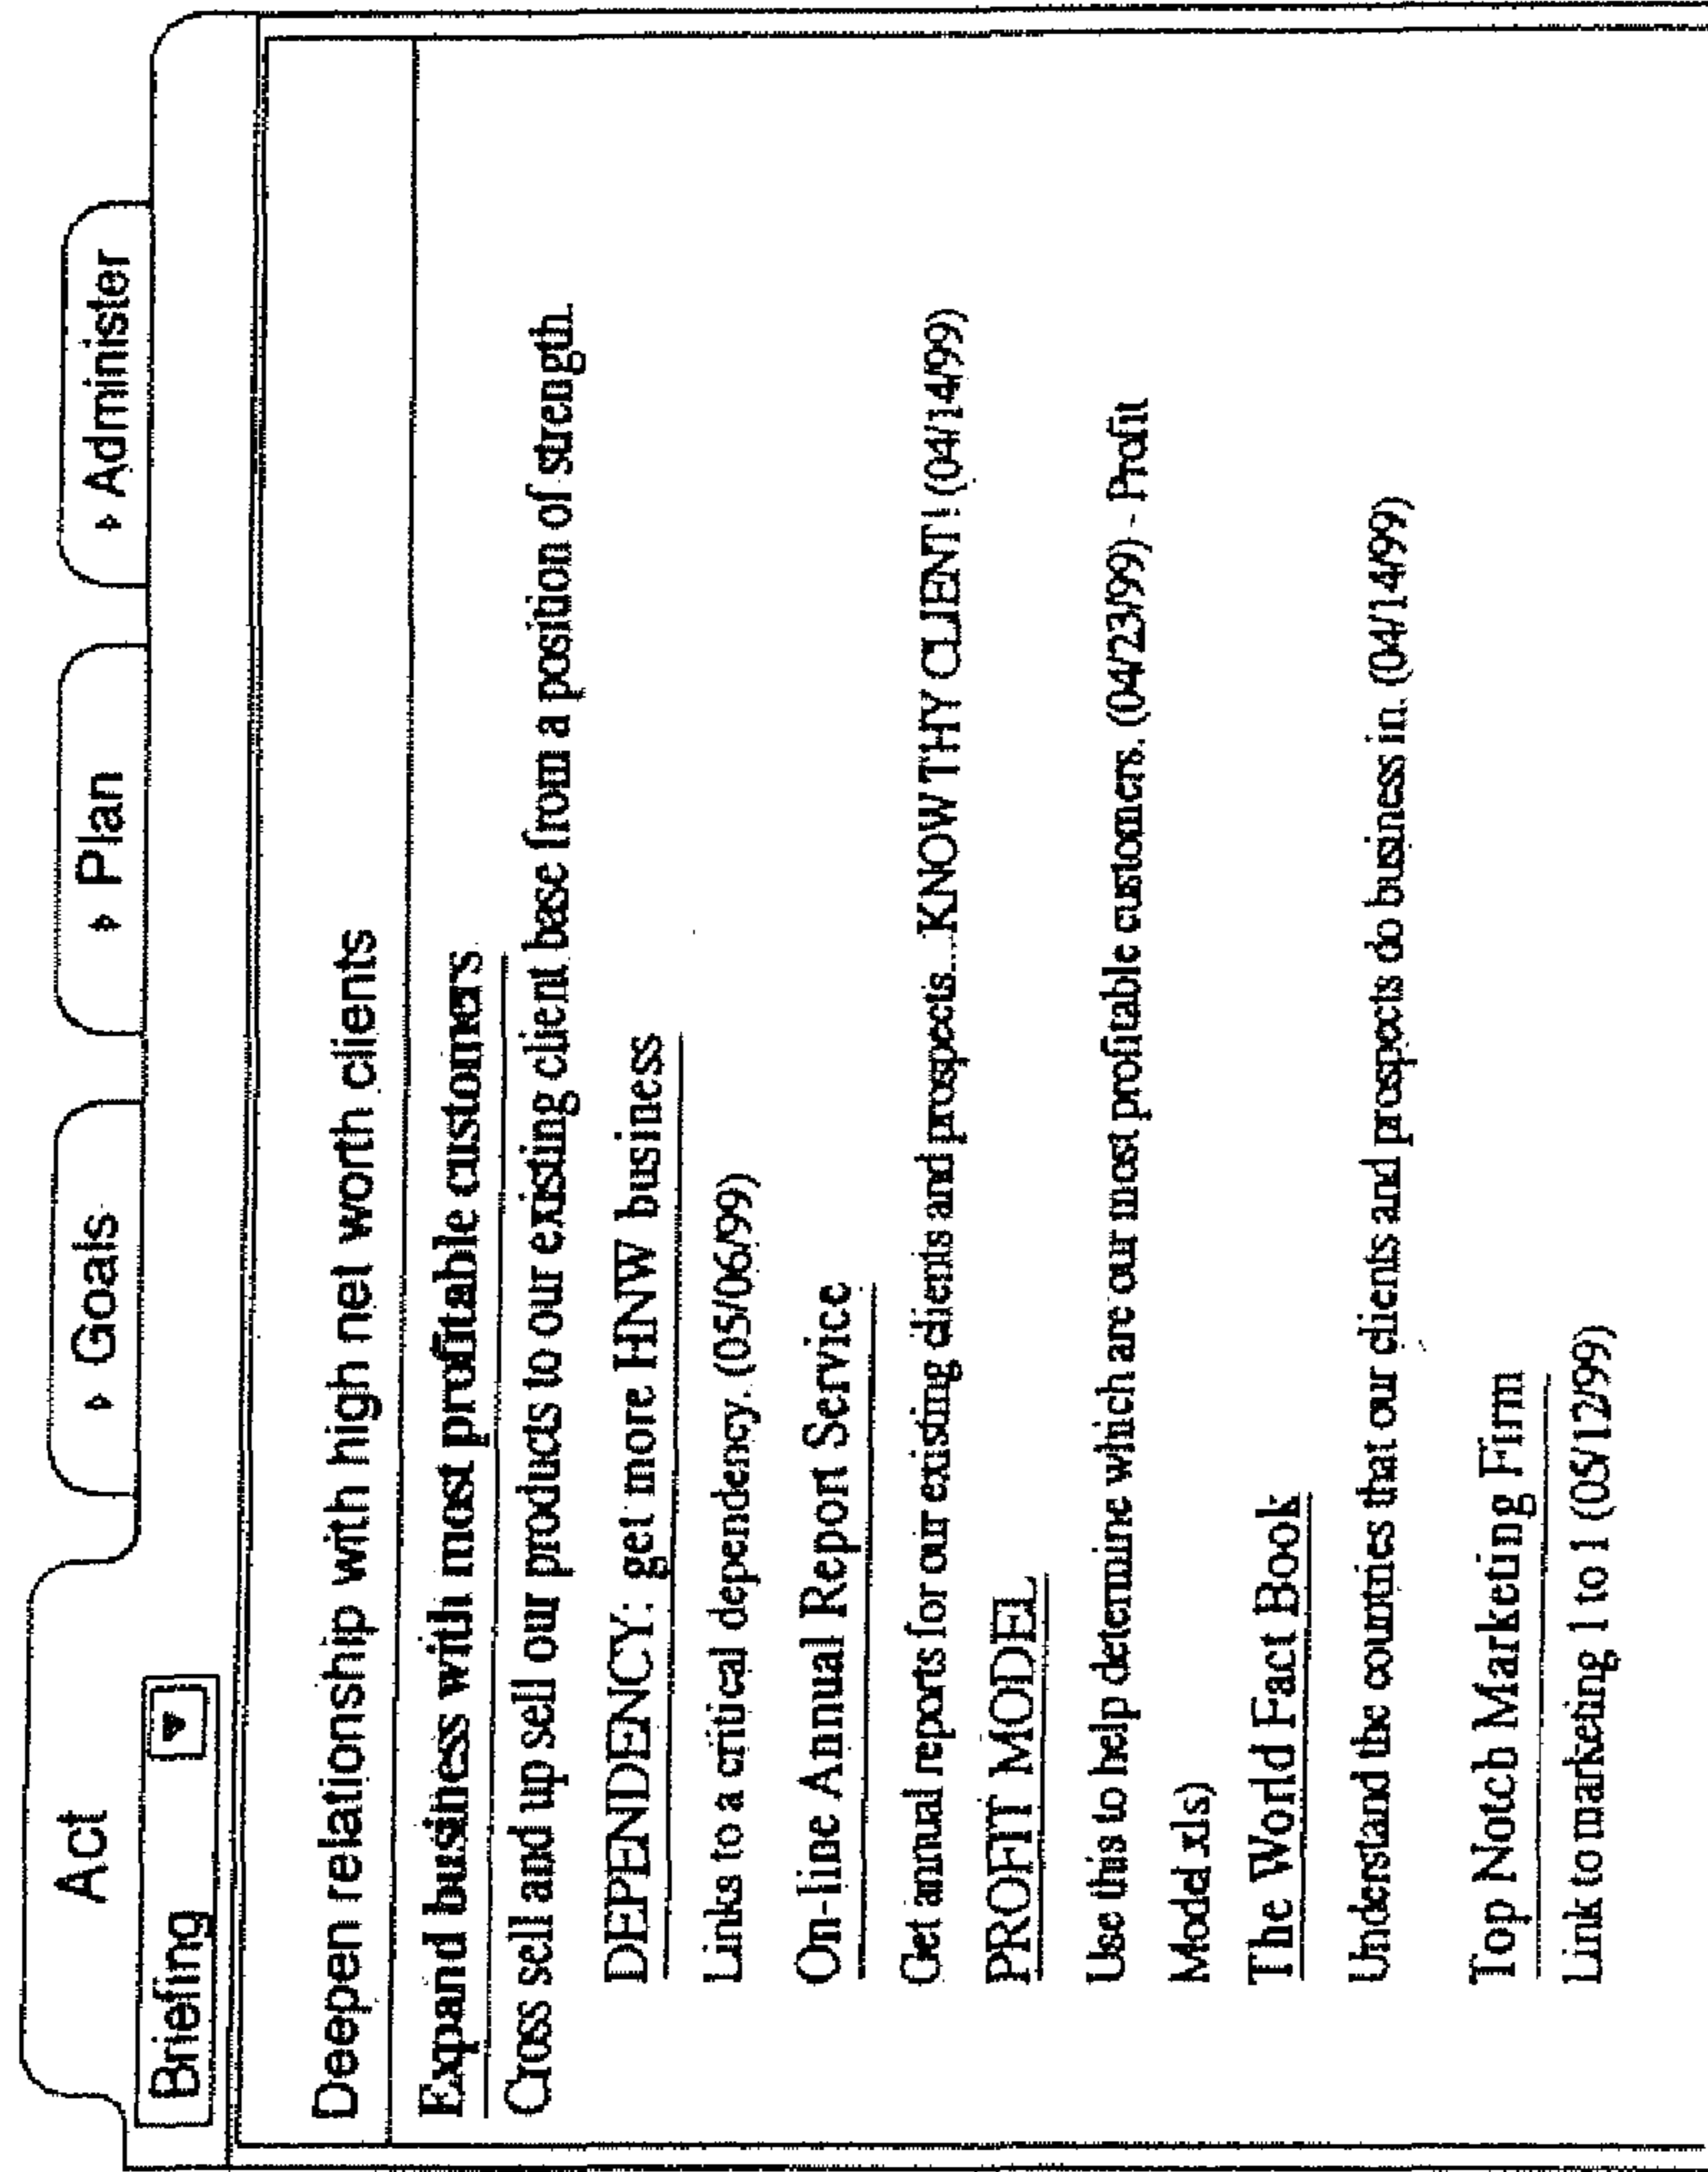 Act
Goals
Plan
Administer
Briefing
Deepen relationship with high net worth clients
Expand business with most profitable customers
Cross sell and up sell our products to our existing client base from a position of strength.
DEPENDENCY: get more HNW business
Links to a critical dependency. (05/06/99)
On-line Annual Report Service
Get annual reports for our existing clients and prospects...KNOW THY CLIENT! (04/14/99)
PROFIT MODEL
Use this to help determine which are our most profitable customers. (04/23/99) - Profit
Model.xls)
The World Fact Book
Understand the countries that our clients and prospects do business in. (04/14/99)
Top Notch Marketing Firm
Link to marketing 1 to 1 (05/12/99)